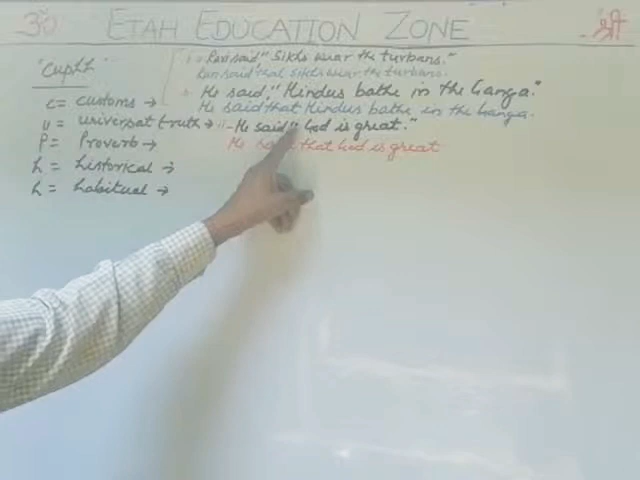 ॐ ETAH EDUCATION ZONE श्री
"Cuphh"
i = Ravi said," Sikhs wear the turbans."
Ravi said that sikhs wear the turbans.
He said," Hindus bathe in the Ganga."
c = customs → He said that Hindus bathe in the Ganga.
u = universal truth → He said" God is great."
P = Proverb → He that God is great
h = historical →
h = habitual →